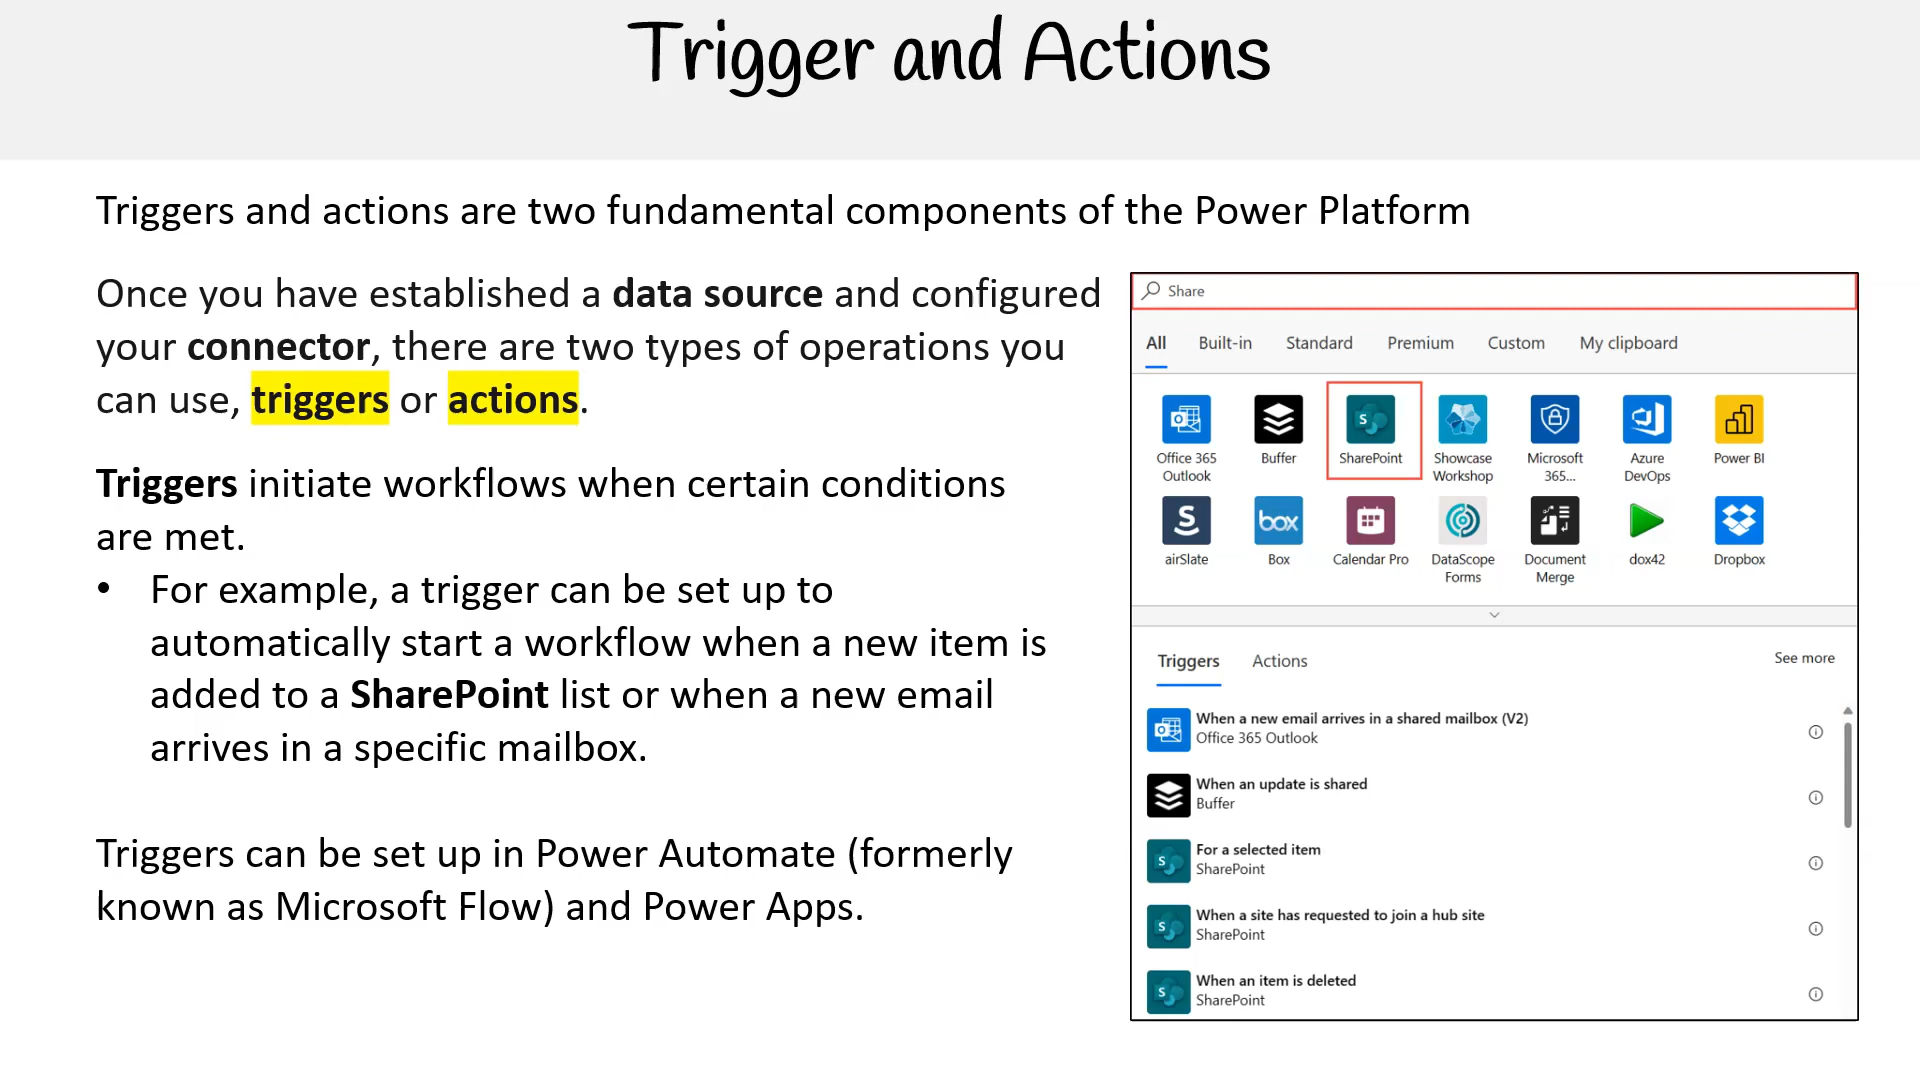 Trigger and Actions
Triggers and actions are two fundamental components of the Power Platform
Once you have established a data source and configured
your connector, there are two types of operations you
can use, triggers or actions.
Triggers initiate workflows when certain conditions
are met.
• For example, a trigger can be set up to
automatically start a workflow when a new item is
added to a SharePoint list or when a new email
arrives in a specific mailbox.
Triggers can be set up in Power Automate (formerly
known as Microsoft Flow) and Power Apps.
Share
All Built-in Standard Premium Custom My clipboard
Office 365 Outlook
Buffer
SharePoint
Showcase Workshop
Microsoft 365...
Azure DevOps
Power BI
airSlate
box
Box
Calendar Pro
DataScope Forms
Document Merge
dox42
Dropbox
Triggers Actions See more
When a new email arrives in a shared mailbox (V2)
Office 365 Outlook
When an update is shared
Buffer
For a selected item
SharePoint
When a site has requested to join a hub site
SharePoint
When an item is deleted
SharePoint